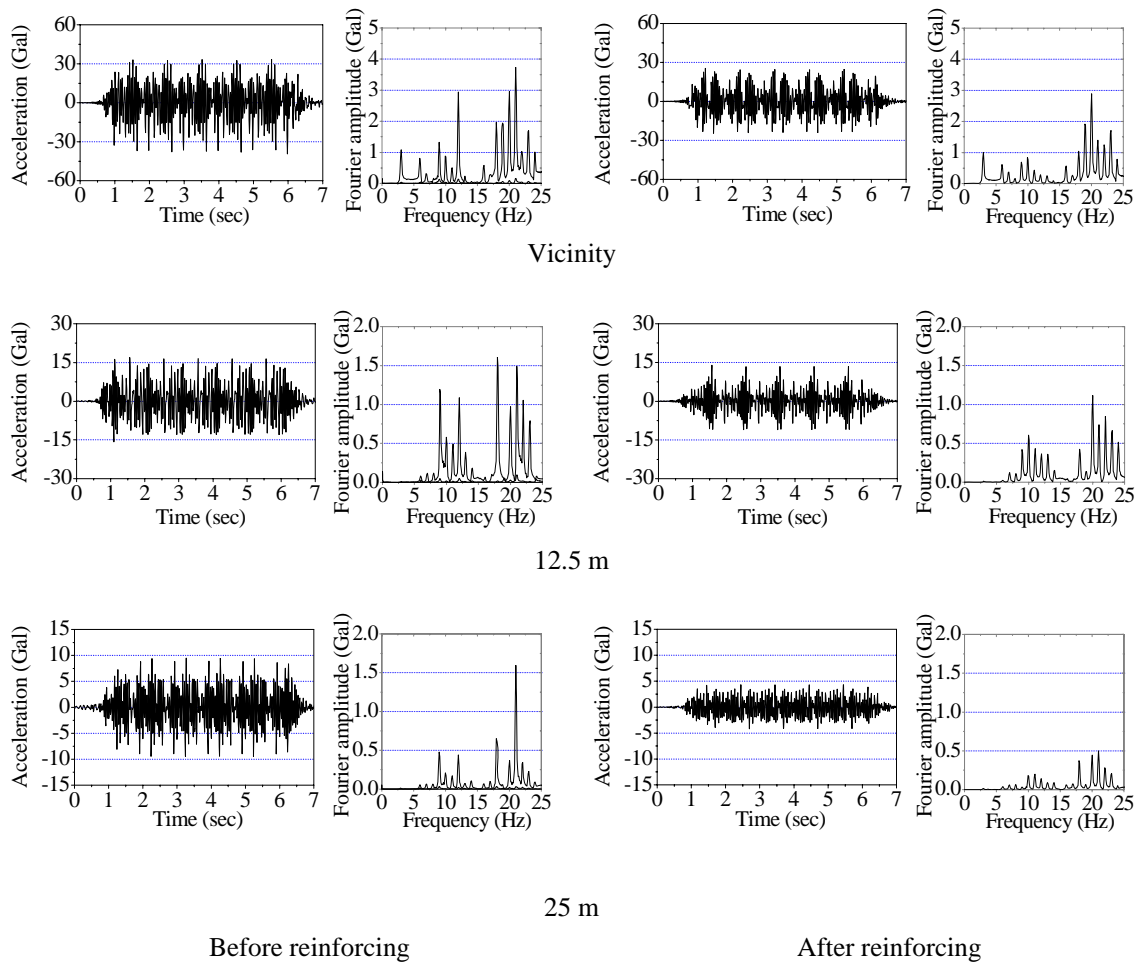 Acceleration (Gal)
60
30
0
-30
-60
0 1 2 3 4 5 6 7
Time (sec)
Fourier amplitude (Gal)
5
4
3
2
1
0
0 5 10 15 20 25
Frequency (Hz)
Acceleration (Gal)
60
30
0
-30
-60
0 1 2 3 4 5 6 7
Time (sec)
Fourier amplitude (Gal)
5
4
3
2
1
0
0 5 10 15 20 25
Frequency (Hz)
Vicinity
Acceleration (Gal)
30
15
0
-15
-30
0 1 2 3 4 5 6 7
Time (sec)
Fourier amplitude (Gal)
2.0
1.5
1.0
0.5
0.0
0 5 10 15 20 25
Frequency (Hz)
Acceleration (Gal)
30
15
0
-15
-30
0 1 2 3 4 5 6 7
Time (sec)
Fourier amplitude (Gal)
2.0
1.5
1.0
0.5
0.0
0 5 10 15 20 25
Frequency (Hz)
12.5 m
Acceleration (Gal)
15
10
5
0
-5
-10
-15
0 1 2 3 4 5 6 7
Time (sec)
Fourier amplitude (Gal)
2.0
1.5
1.0
0.5
0.0
0 5 10 15 20 25
Frequency (Hz)
Acceleration (Gal)
15
10
5
0
-5
-10
-15
0 1 2 3 4 5 6 7
Time (sec)
Fourier amplitude (Gal)
2.0
1.5
1.0
0.5
0.0
0 5 10 15 20 25
Frequency (Hz)
25 m
Before reinforcing
After reinforcing